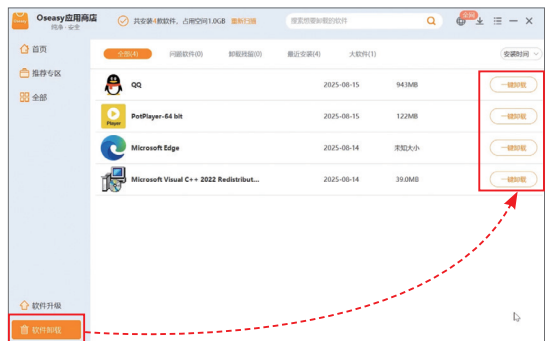 Oseasy应用商店
纯净·安全
共安装4款软件，占用空间1.0GB 重新扫描
搜索想要卸载的软件
首页
推荐专区
全部
软件升级
软件卸载
全部(4) 问题软件(0) 卸载残留(0) 最近安装(4) 大软件(1) 安装时间
QQ 2025-08-15 943MB 一键卸载
PotPlayer-64 bit 2025-08-15 122MB 一键卸载
Microsoft Edge 2025-08-14 未知大小 一键卸载
Microsoft Visual C++ 2022 Redistribut... 2025-08-14 39.0MB 一键卸载